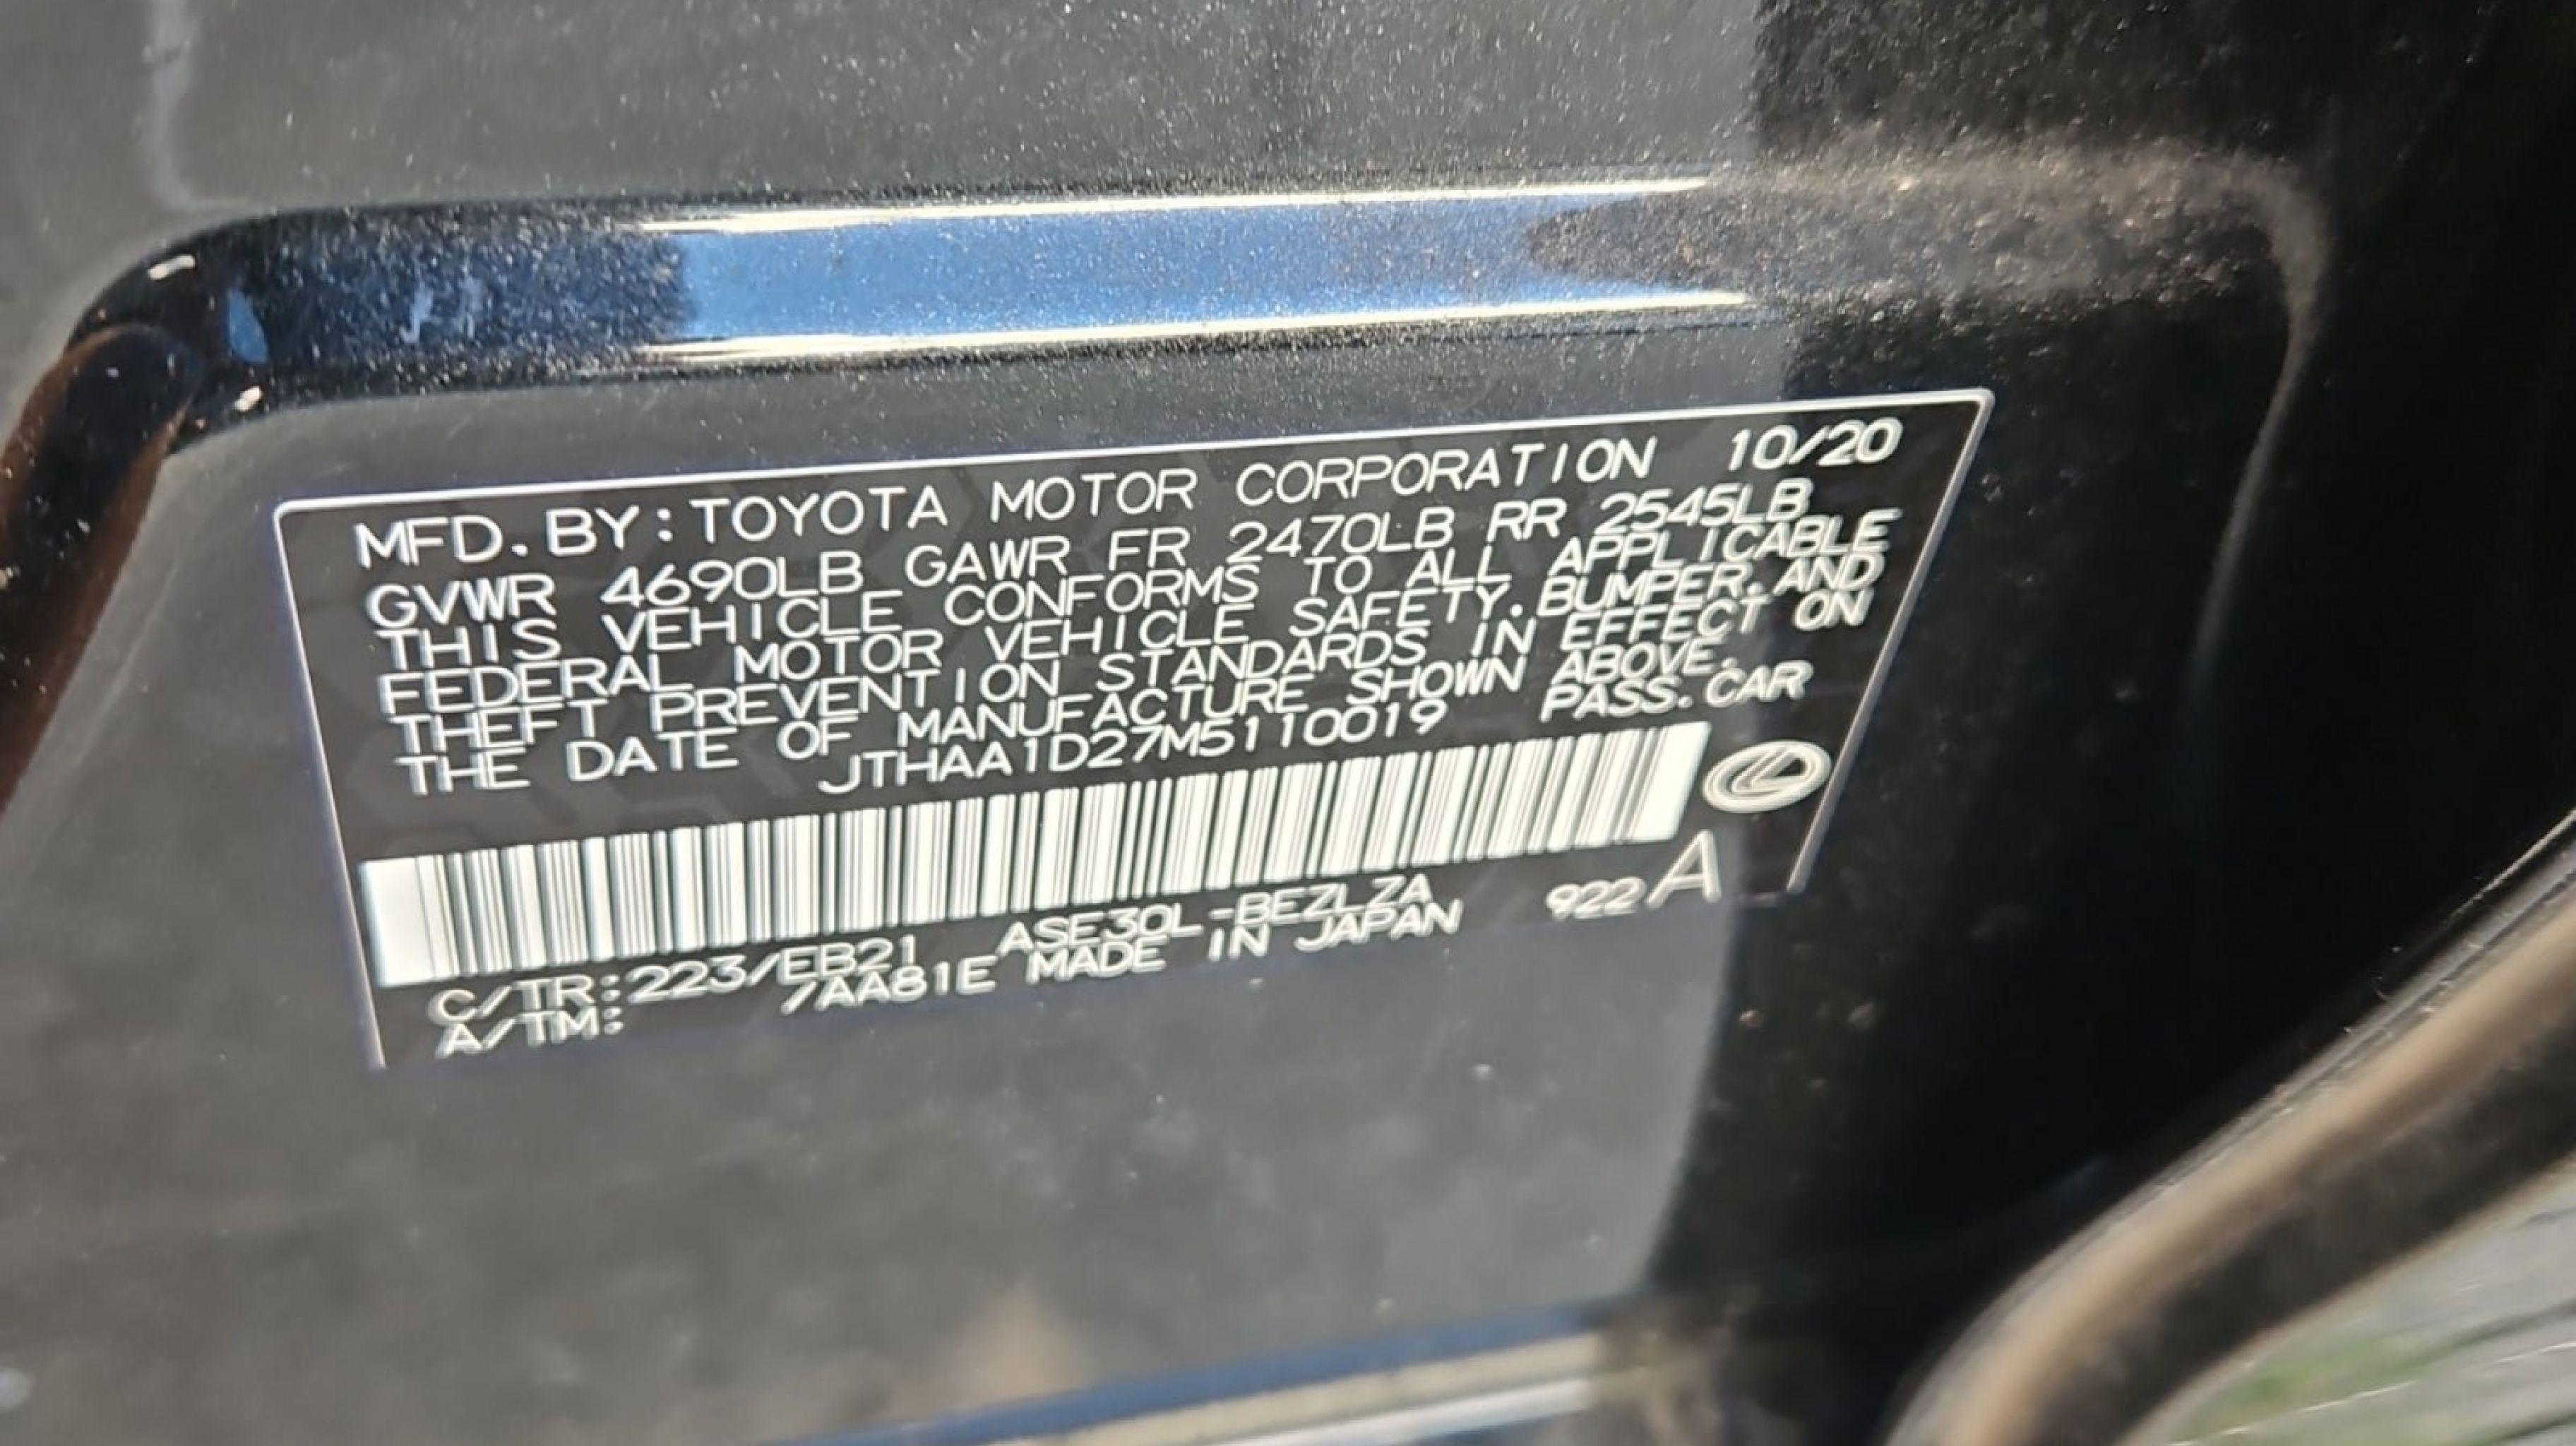 MFD. BY: TOYOTA MOTOR CORPORATION 10/20
GVWR 4690LB GAWR FR 2470LB RR 2545LB
THIS VEHICLE CONFORMS TO ALL APPLICABLE
FEDERAL MOTOR VEHICLE SAFETY, BUMPER, AND
THEFT PREVENTION STANDARDS IN EFFECT ON
THE DATE OF MANUFACTURE SHOWN ABOVE.
JTHAA1D27M5110019 PASS. CAR
C/TR: 223/EB21 ASE30L-BEZLZA 922 A
A/TM: /AA81E MADE IN JAPAN